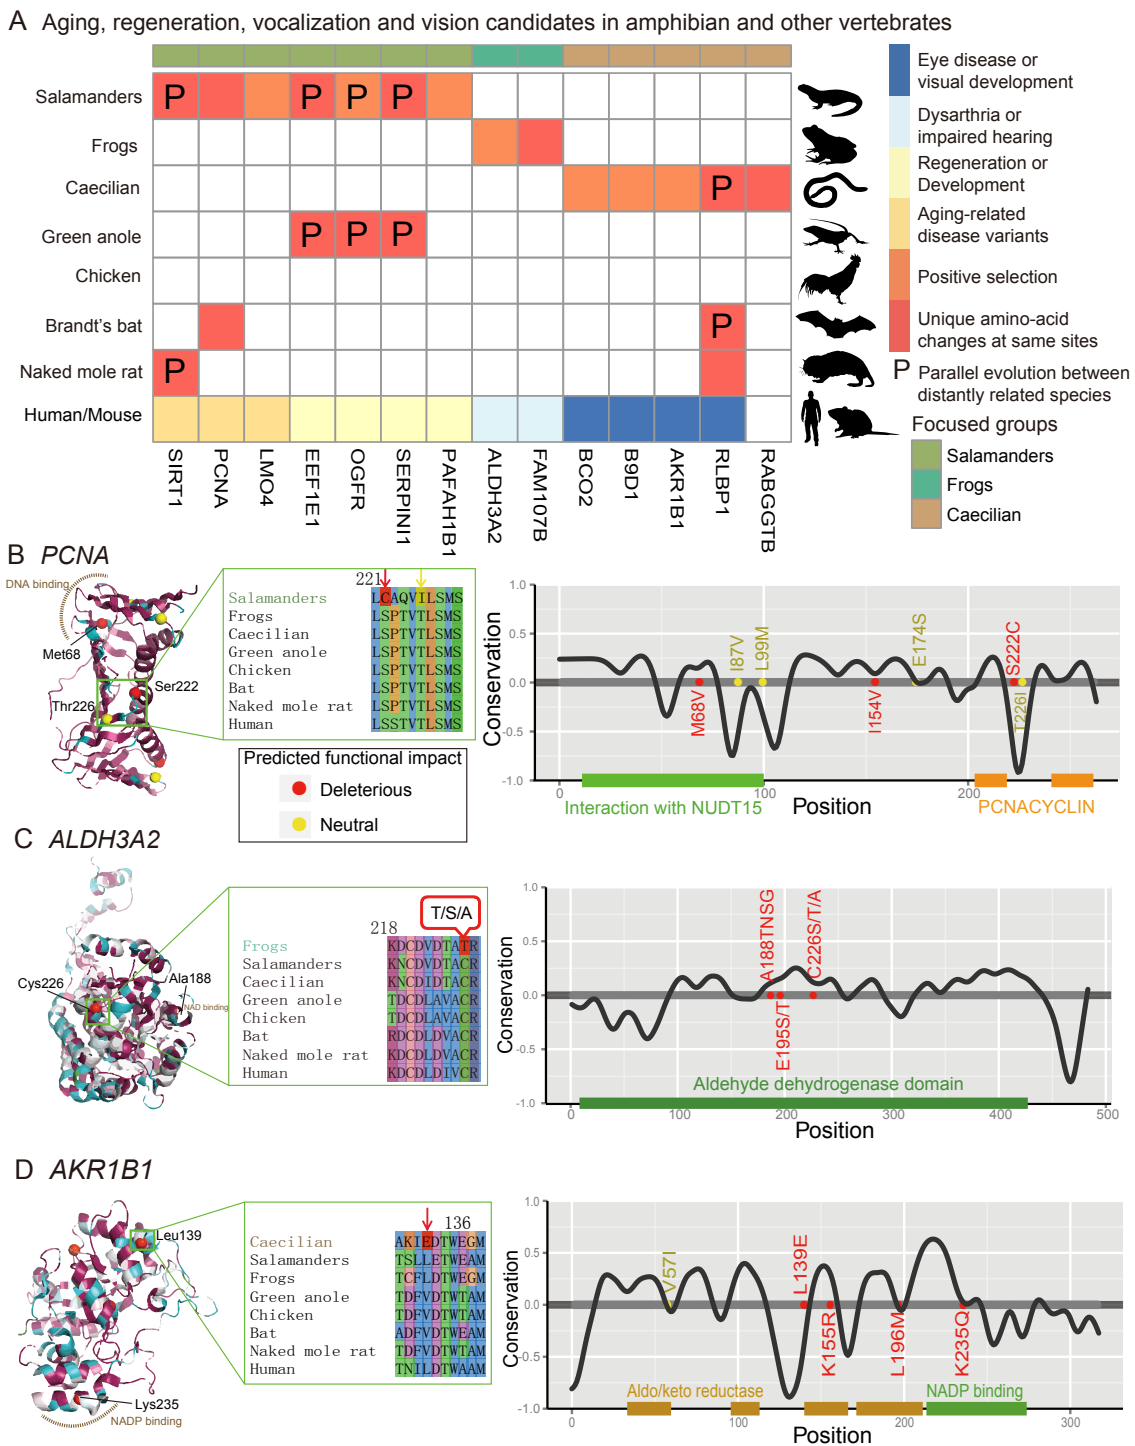 A Aging, regeneration, vocalization and vision candidates in amphibian and other vertebrates
Salamanders P P P P
Frogs
Caecilian P
Green anole P P P
Chicken
Brandt's bat P
Naked mole rat P
Human/Mouse
SIRT1 PCNA LMO4 EEF1E1 OGFR SERPINI1 PAFAH1B1 ALDH3A2 FAM107B BCO2 B9D1 AKR1B1 RLBP1 RABGGTB
Eye disease or
visual development
Dysarthria or
impaired hearing
Regeneration or
Development
Aging-related
disease variants
Positive selection
Unique amino-acid
changes at same sites
P Parallel evolution between
distantly related species
Focused groups
Salamanders
Frogs
Caecilian
B PCNA
DNA binding
Met68
Ser222
Thr226
221
Salamanders LCAQVILSMS
Frogs LSPTVTLSMS
Caecilian LSPTVTLSMS
Green anole LSPTVTLSMS
Chicken LSPTVTLSMS
Bat LSPTVTLSMS
Naked mole rat LSPTVTLSMS
Human LSSTVTLSMS
Predicted functional impact
Deleterious
Neutral
Conservation
1.0
0.5
0.0
-0.5
-1.0
M68V I87V L99M I154V E174S S222C T226I
0 100 200
Interaction with NUDT15
Position
PCNACYCLIN
C ALDH3A2
Cys226
Ala188
NAD binding
T/S/A
218
Frogs KDCDVDTATR
Salamanders KNCDVDTACR
Caecilian KNCDIDTACR
Green anole TDCDLAVACR
Chicken TDCDLAVACR
Bat RDCDLDVACR
Naked mole rat KDCDLDVACR
Human KDCDLDIVCR
Conservation
1.0
0.5
0.0
-0.5
-1.0
A188TNSG E195S/T C226S/T/A
Aldehyde dehydrogenase domain
0 100 200 300 400 500
Position
D AKR1B1
Leu139
Lys235
NADP binding
136
Caecilian AKIEDTWEGM
Salamanders TSLLETWEAM
Frogs TCFLDTWEGM
Green anole TDFVDTWTAM
Chicken TDFVDTWTAM
Bat ADFVDTWEAM
Naked mole rat TDFVDTWTAM
Human TNILDTWAAM
Conservation
1.0
0.5
0.0
-0.5
-1.0
V57I L139E K155R L196M K235Q
Aldo/keto reductase
NADP binding
0 100 200 300
Position